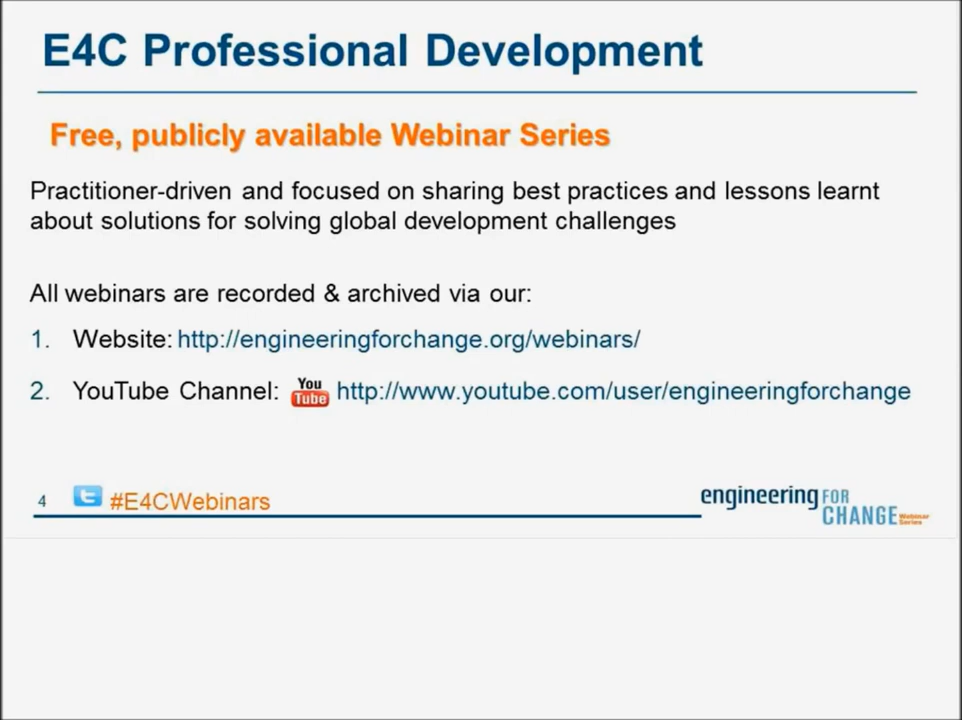 E4C Professional Development
Free, publicly available Webinar Series
Practitioner-driven and focused on sharing best practices and lessons learnt
about solutions for solving global development challenges
All webinars are recorded & archived via our:
1. Website: http://engineeringforchange.org/webinars/
2. YouTube Channel: You Tube http://www.youtube.com/user/engineeringforchange
4 t #E4CWebinars
engineering FOR
CHANGE Webinar Series